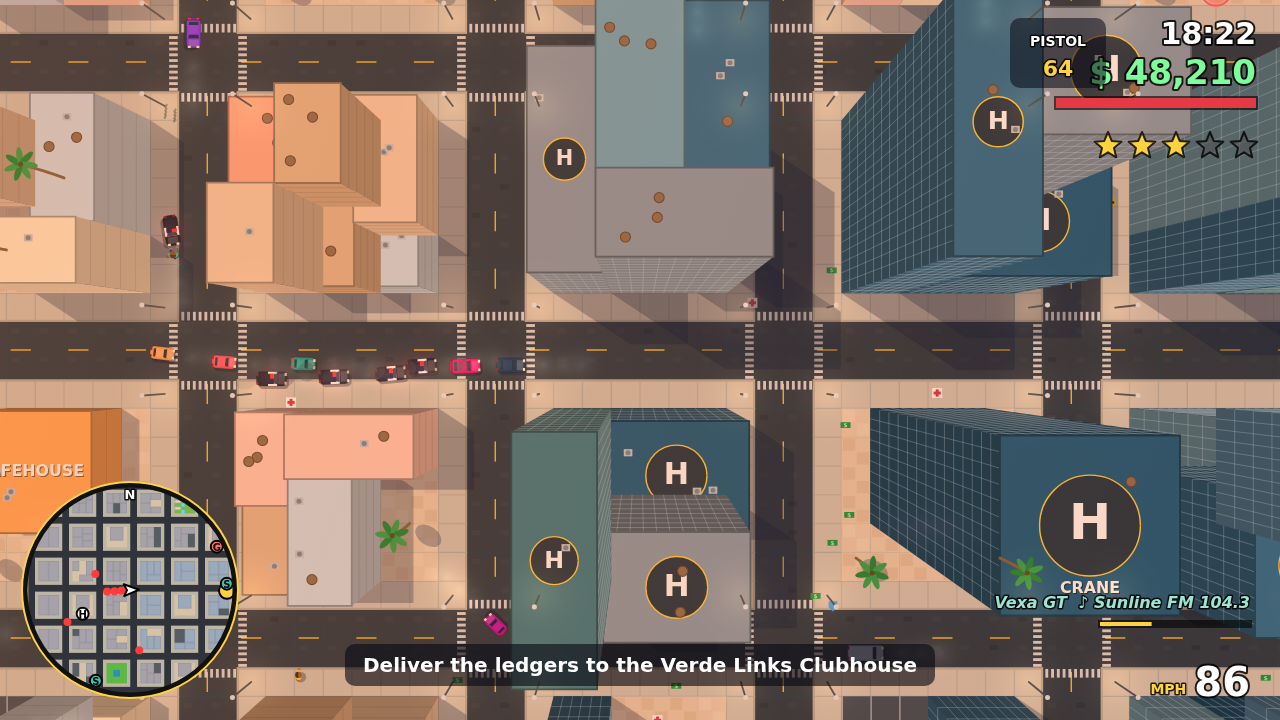 PISTOL
64
18:22
$ 48,210
H
H
H
H
H
H
H
H
CRANE
FEHOUSE
N
G
S
H
S
Vexa GT ♪ Sunline FM 104.3
Deliver the ledgers to the Verde Links Clubhouse
MPH 86